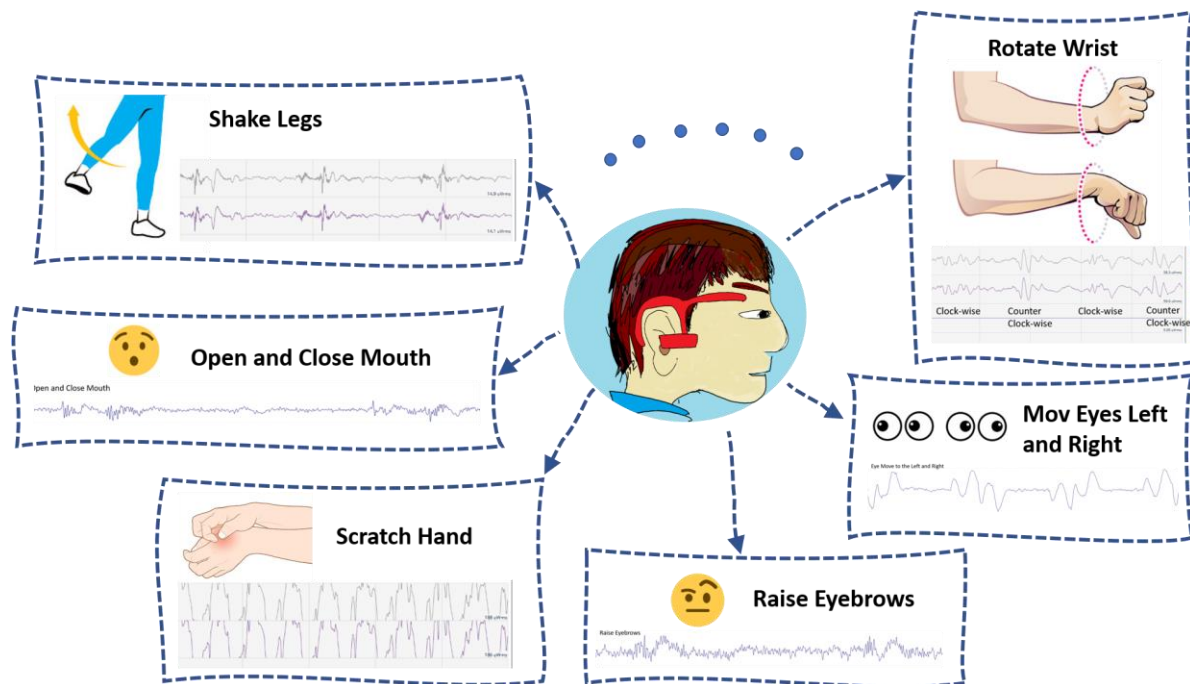 Rotate Wrist
Shake Legs
Clock-wise
Counter
Clock-wise
Clock-wise
Counter
Clock-wise
Open and Close Mouth
Open and Close Mouth
Mov Eyes Left
and Right
Eye Move to the Left and Right
Scratch Hand
Raise Eyebrows
Raise Eyebrows